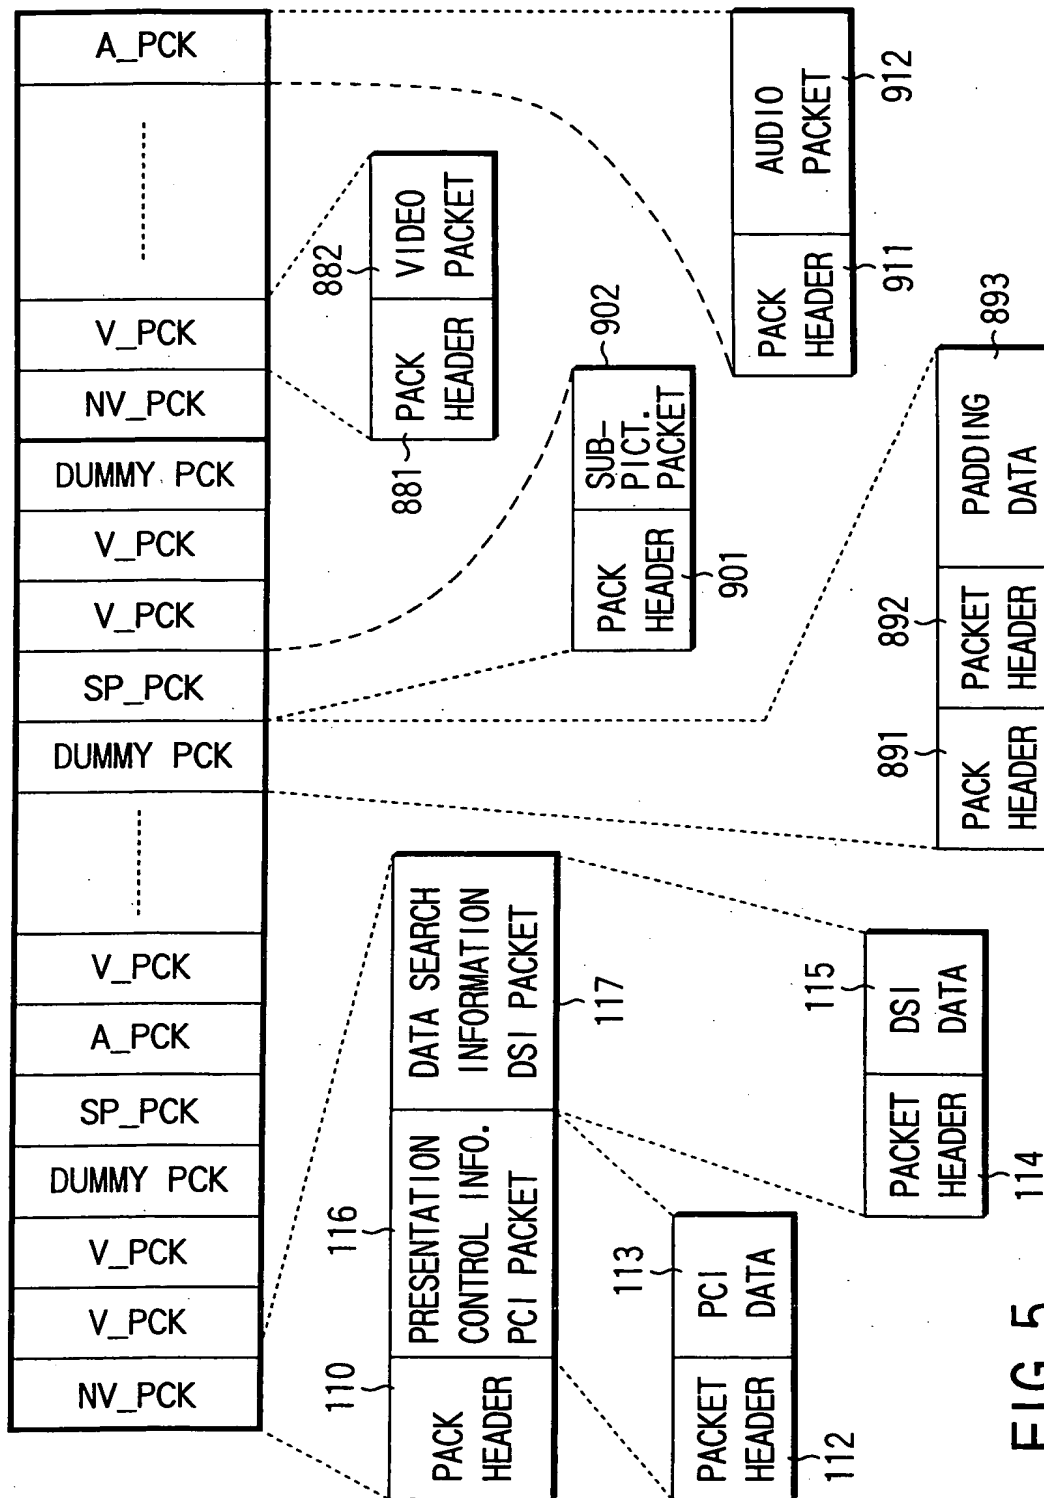 NV_PCK
V_PCK
V_PCK
DUMMY PCK
SP_PCK
A_PCK
V_PCK
DUMMY PCK
SP_PCK
V_PCK
V_PCK
DUMMY PCK
NV_PCK
V_PCK
A_PCK
110
116
117
PACK
HEADER
PRESENTATION
CONTROL INFO.
PCI PACKET
DATA SEARCH
INFORMATION
DSI PACKET
881
882
PACK
HEADER
VIDEO
PACKET
902
PACK
HEADER
SUB-
PICT.
PACKET
901
113
PACKET
HEADER
PCI
DATA
112
PACK
HEADER
AUDIO
PACKET
911
912
115
PACKET
HEADER
DSI
DATA
114
891
892
893
PACK
HEADER
PACKET
HEADER
PADDING
DATA
FIG. 5